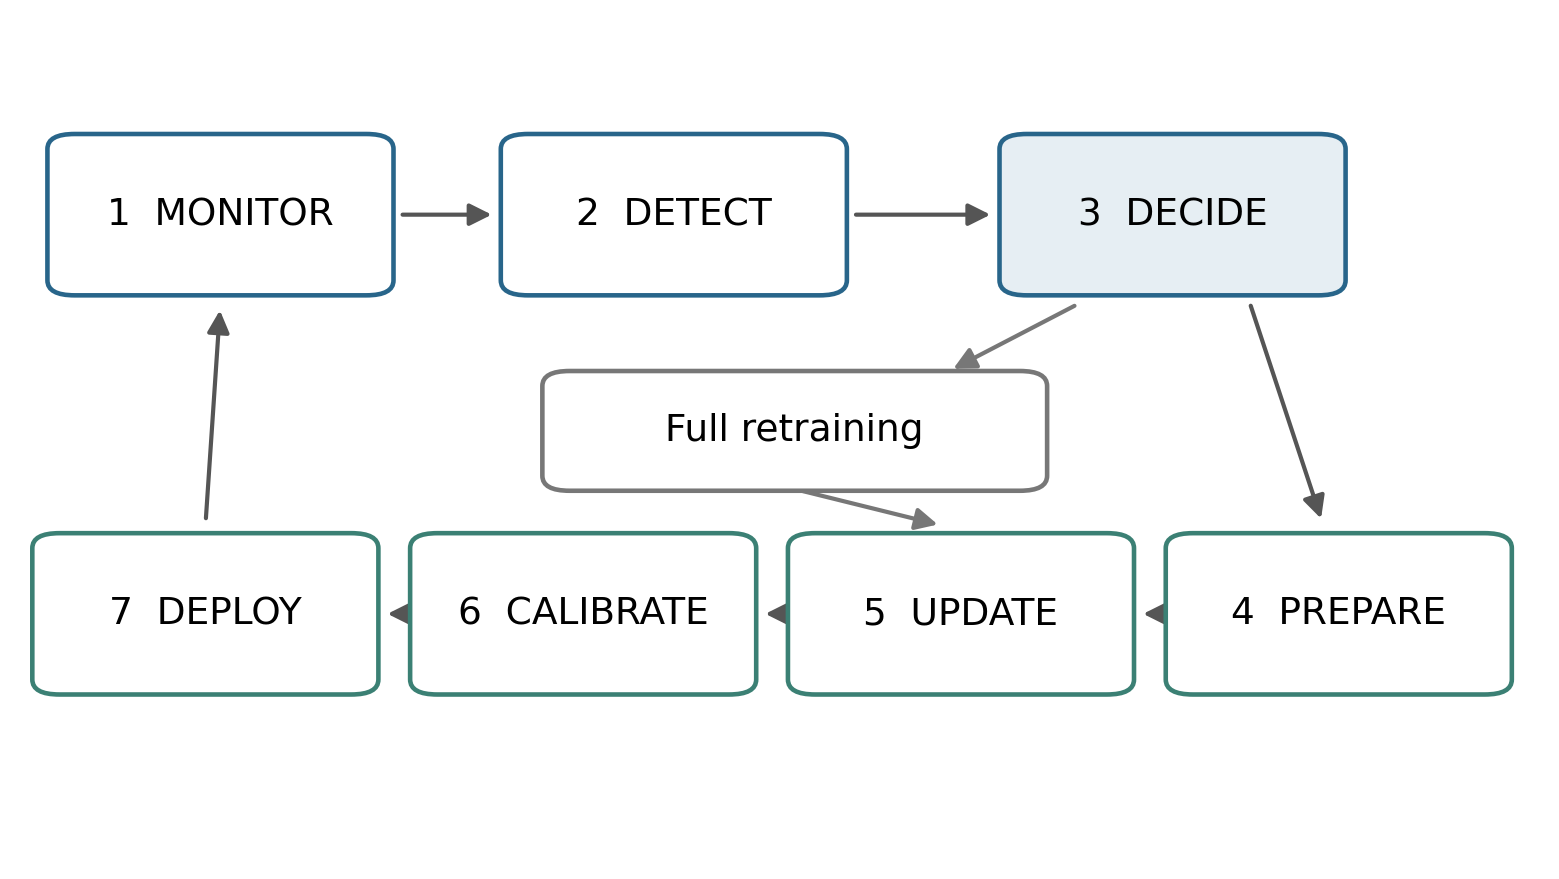 1  MONITOR
2  DETECT
3  DECIDE
Full retraining
7  DEPLOY
6  CALIBRATE
5  UPDATE
4  PREPARE